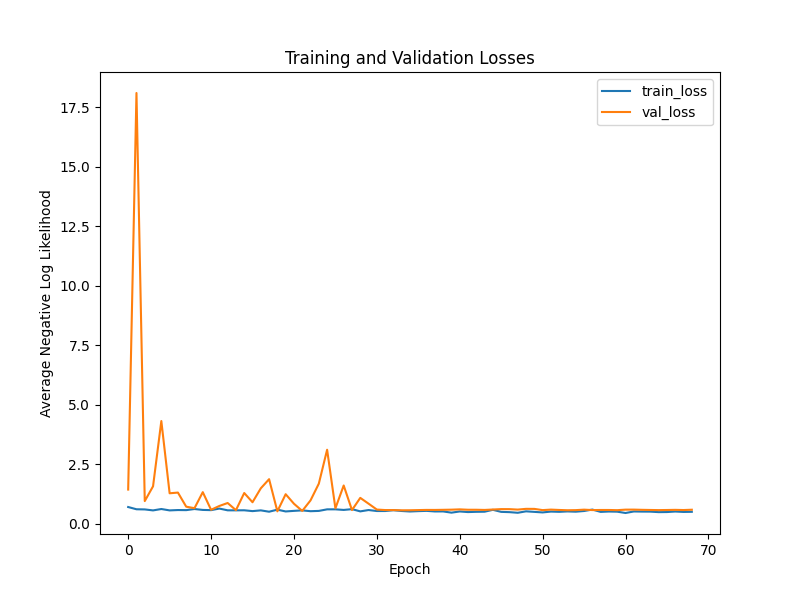 Training and Validation Losses
train_loss
val_loss
17.5
15.0
12.5
10.0
7.5
5.0
2.5
0.0
Average Negative Log Likelihood
0 10 20 30 40 50 60 70
Epoch